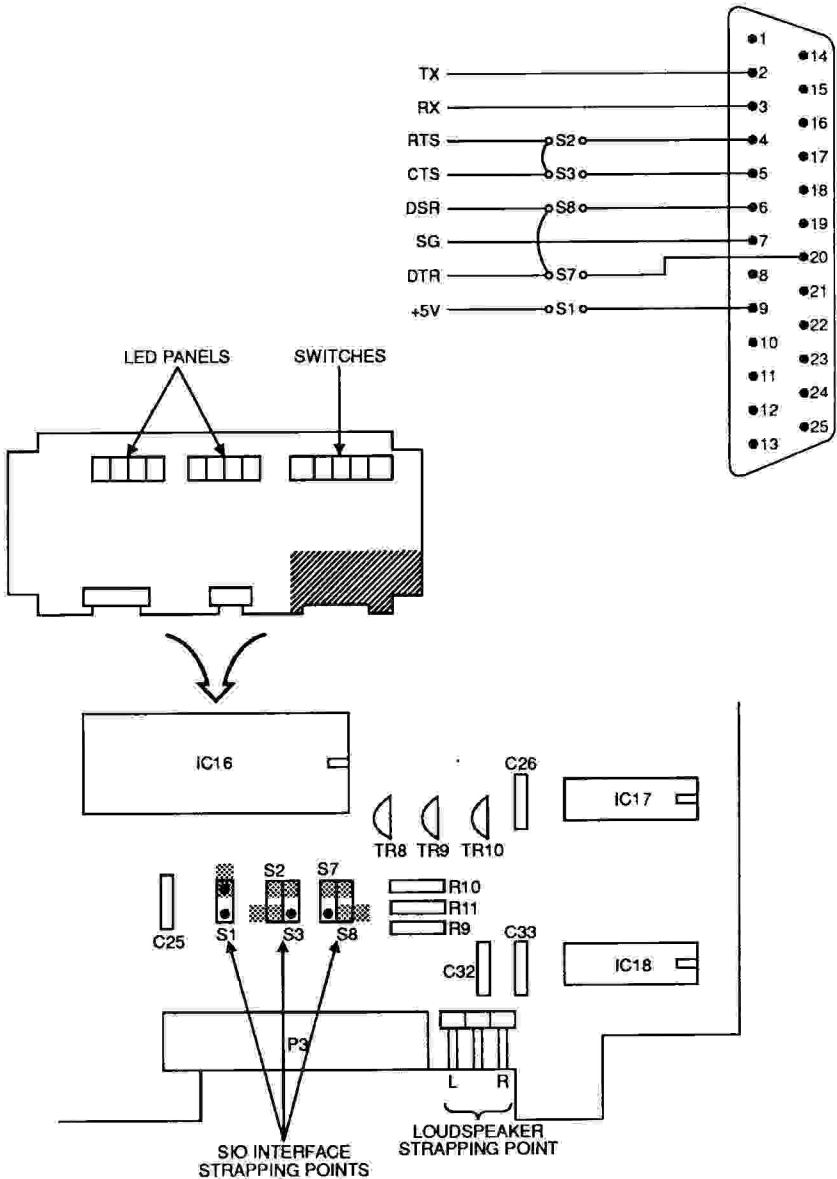 1
14
TX
2
15
RX
3
16
RTS
S2
4
17
CTS
S3
5
18
DSR
S8
6
19
SG
7
20
DTR
S7
8
21
+5V
S1
9
22
10
23
11
24
12
25
13
LED PANELS
SWITCHES
IC16
C26
IC17
TR8
TR9
TR10
S2
S7
R10
R11
R9
C25
S1
S3
S8
C33
C32
IC18
P3
L
R
SIO INTERFACE
STRAPPING POINTS
LOUDSPEAKER
STRAPPING POINT